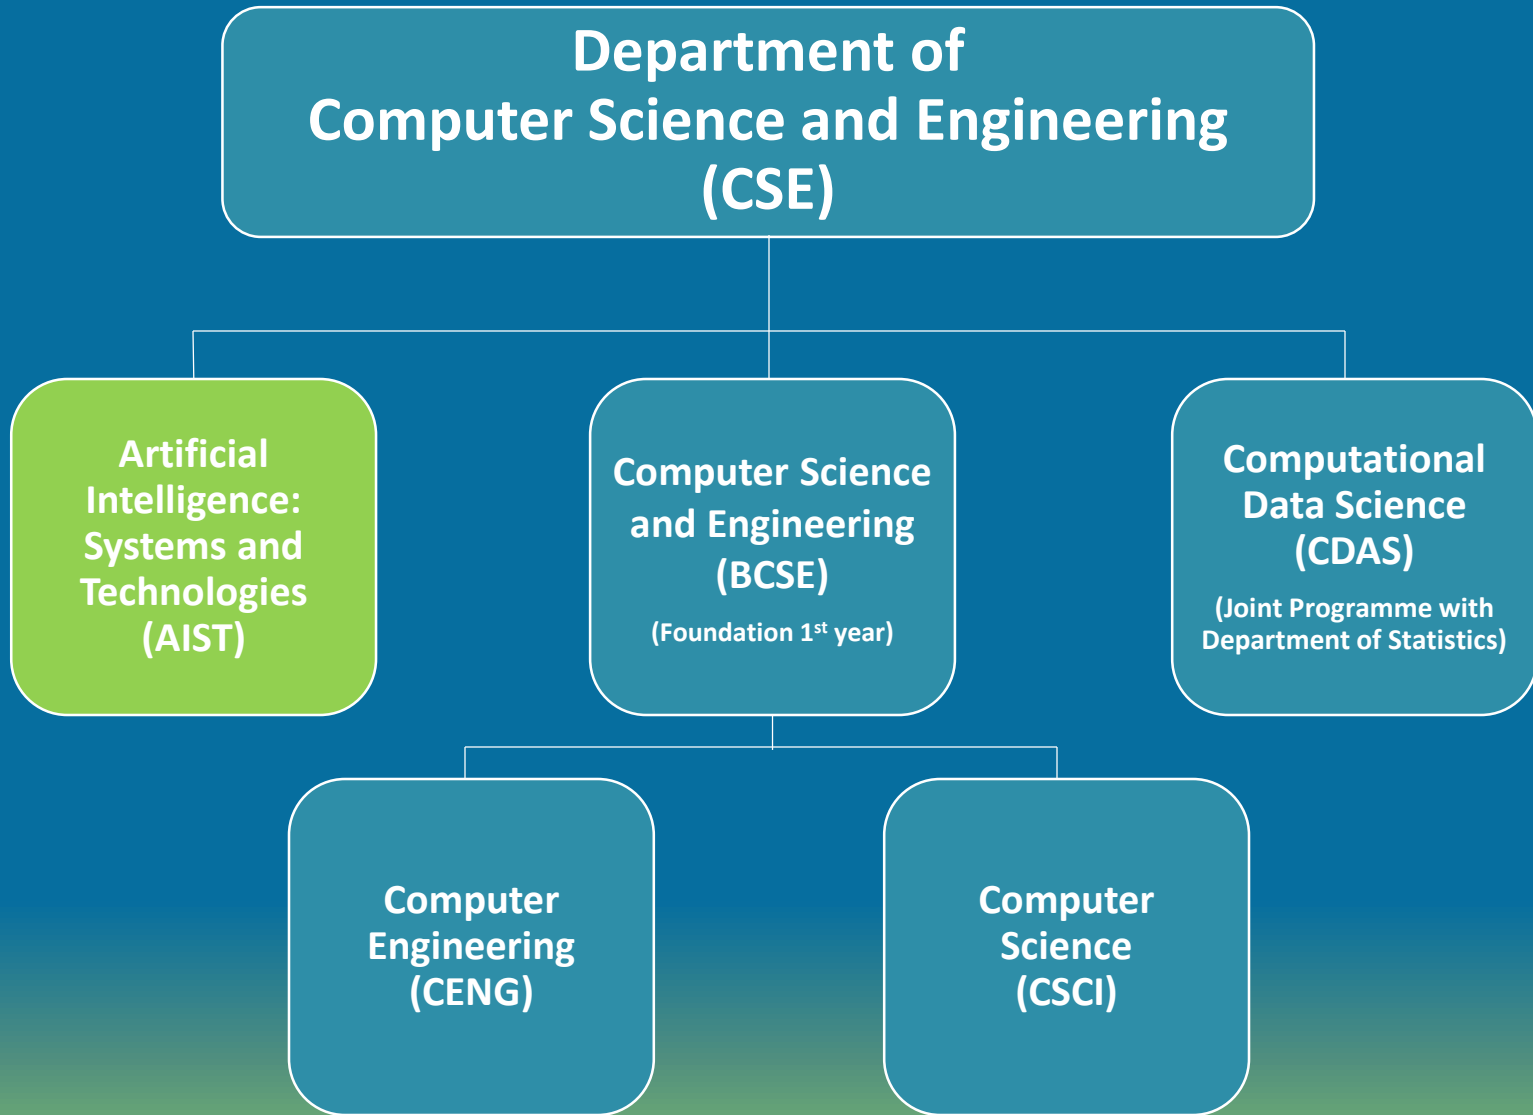 Department of
Computer Science and Engineering
(CSE)
Artificial
Intelligence:
Systems and
Technologies
(AIST)
Computer Science
and Engineering
(BCSE)
(Foundation 1st year)
Computational
Data Science
(CDAS)
(Joint Programme with
Department of Statistics)
Computer
Engineering
(CENG)
Computer
Science
(CSCI)